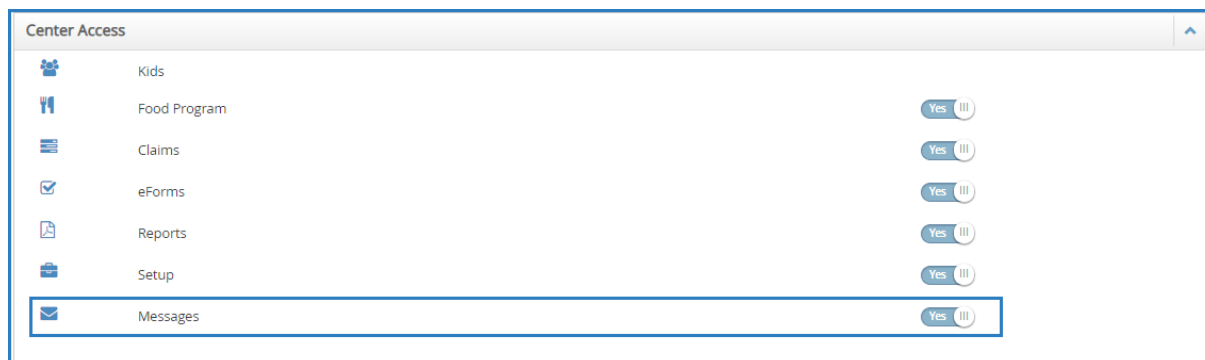 Center Access
Kids
Food Program Yes
Claims Yes
eForms Yes
Reports Yes
Setup Yes
Messages Yes